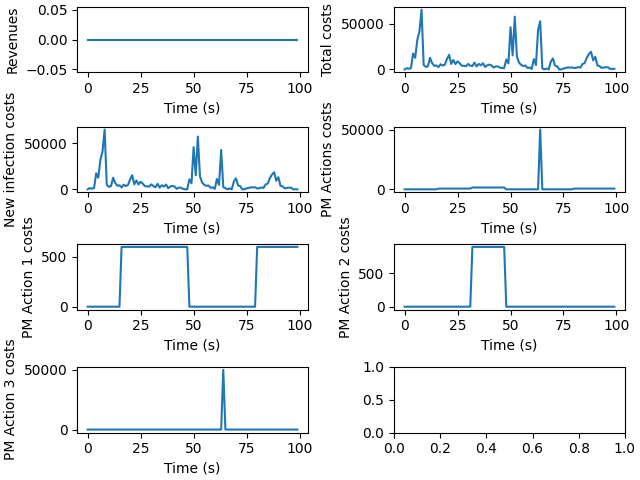 Revenues
0.05
0.00
−0.05
0 25 50 75 100
Time (s)
Total costs
50000
0
0 25 50 75 100
Time (s)
New infection costs
50000
0
0 25 50 75 100
Time (s)
PM Actions costs
50000
0
0 25 50 75 100
Time (s)
PM Action 1 costs
500
0
0 25 50 75 100
Time (s)
PM Action 2 costs
500
0
0 25 50 75 100
Time (s)
PM Action 3 costs
50000
0
0 25 50 75 100
Time (s)
1.0
0.5
0.0
0.0 0.2 0.4 0.6 0.8 1.0